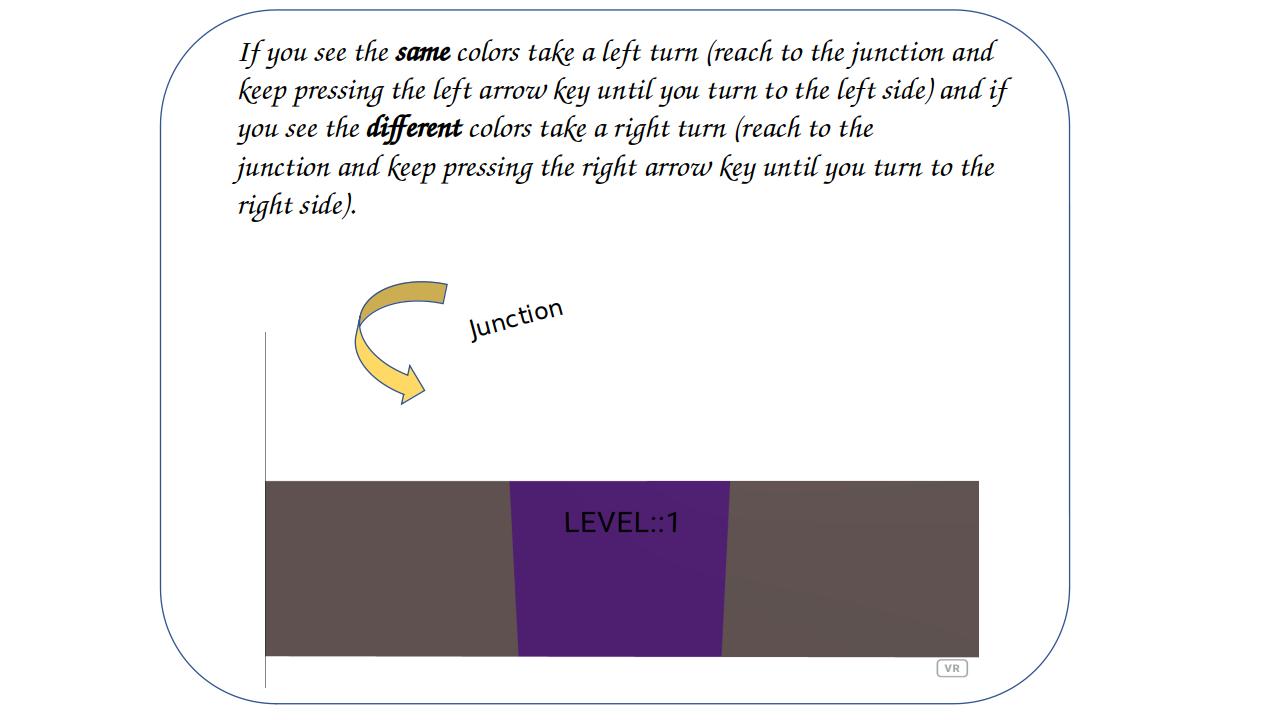 If you see the same colors take a left turn (reach to the junction and
keep pressing the left arrow key until you turn to the left side) and if
you see the different colors take a right turn (reach to the
junction and keep pressing the right arrow key until you turn to the
right side).
Junction
LEVEL::1
VR